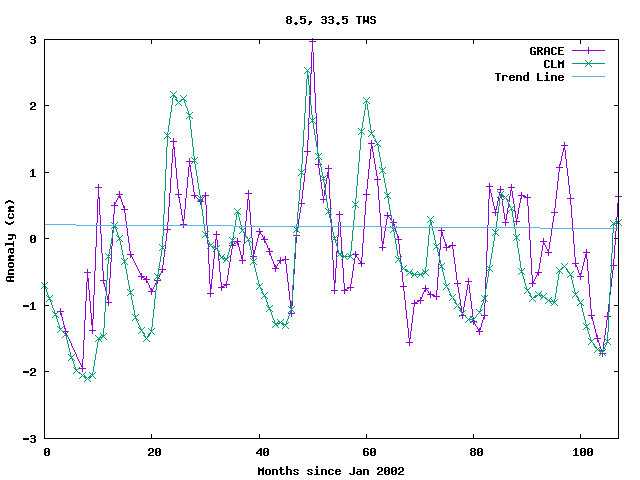 8.5, 33.5 TWS
GRACE
CLM
Trend Line
3
2
1
0
-1
-2
-3
Anomaly (cm)
0 20 40 60 80 100
Months since Jan 2002